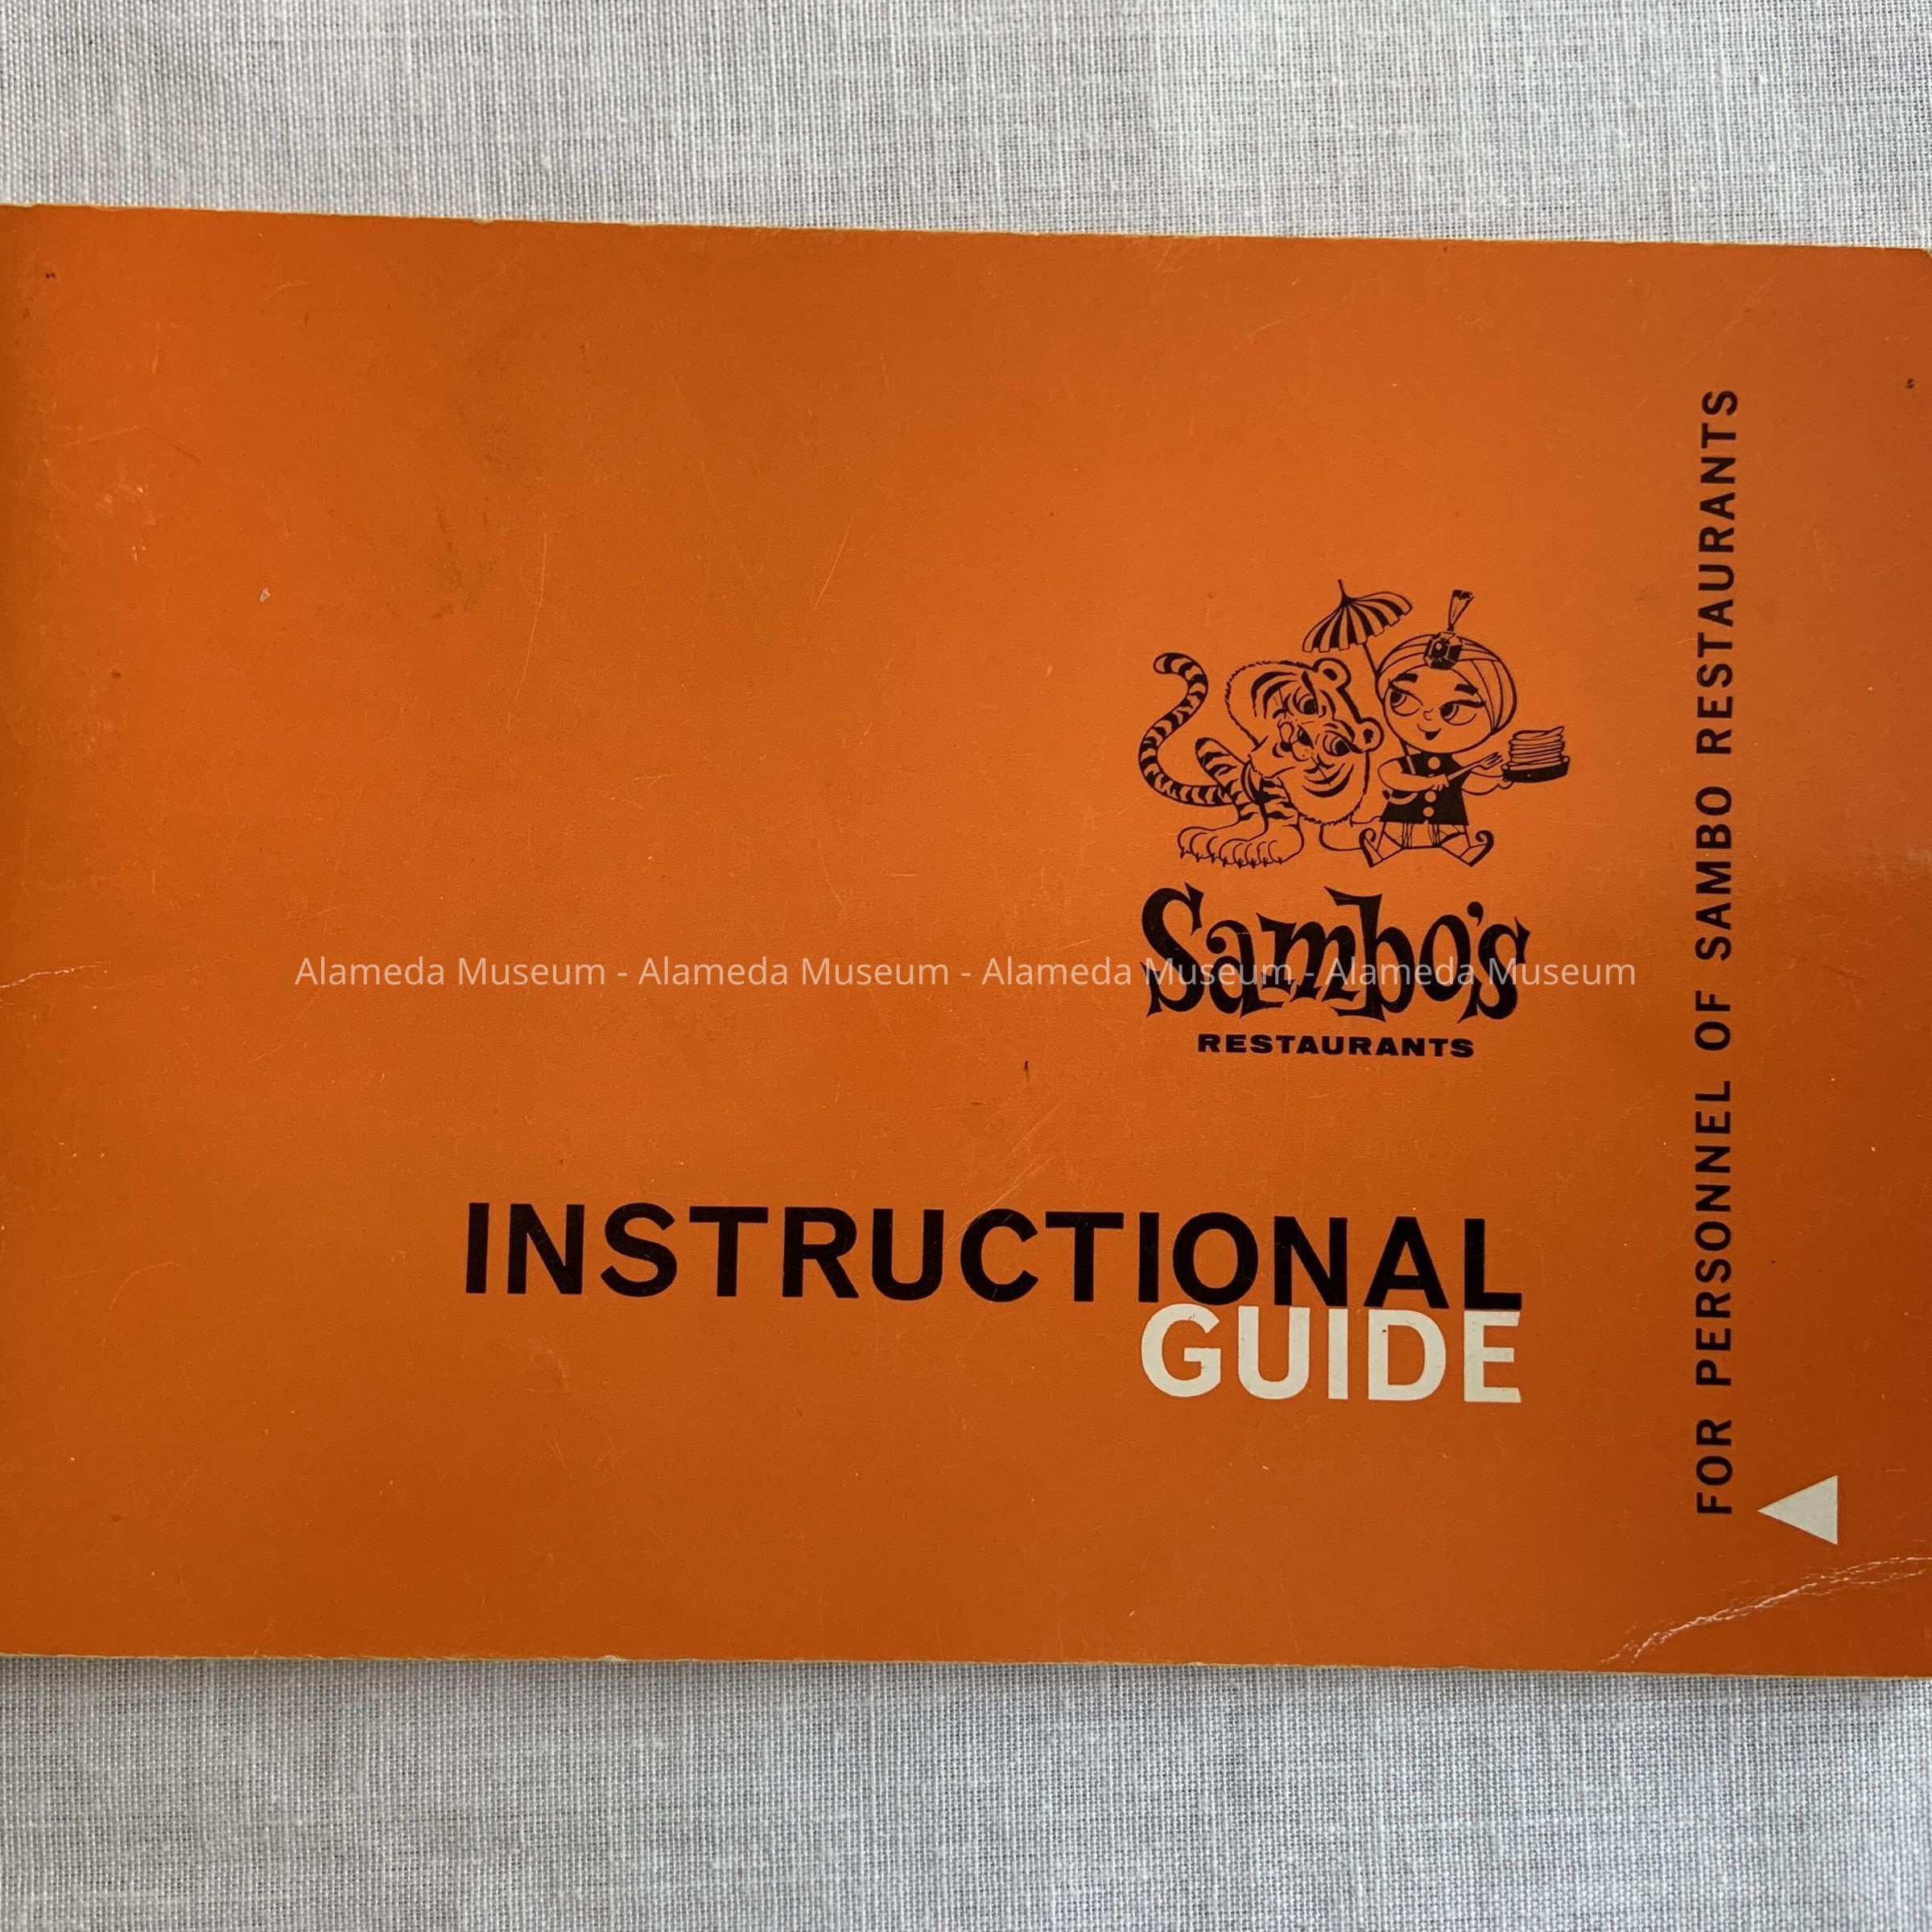 Sambo's
RESTAURANTS
INSTRUCTIONAL
GUIDE
FOR PERSONNEL OF SAMBO RESTAURANTS
Alameda Museum - Alameda Museum - Alameda Museum - Alameda Museum